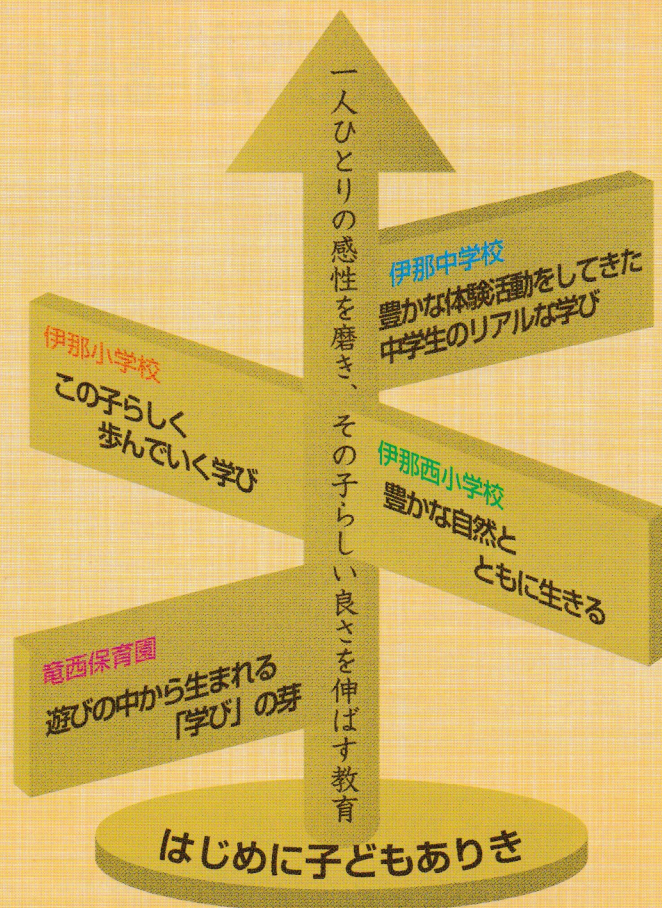 一人ひとりの感性を磨き、その子らしい良さを伸ばす教育
伊那中学校
豊かな体験活動をしてきた
中学生のリアルな学び
伊那小学校
この子らしく
歩んでいく学び
伊那西小学校
豊かな自然と
ともに生きる
竜西保育園
遊びの中から生まれる
「学び」の芽
はじめに子どもありき